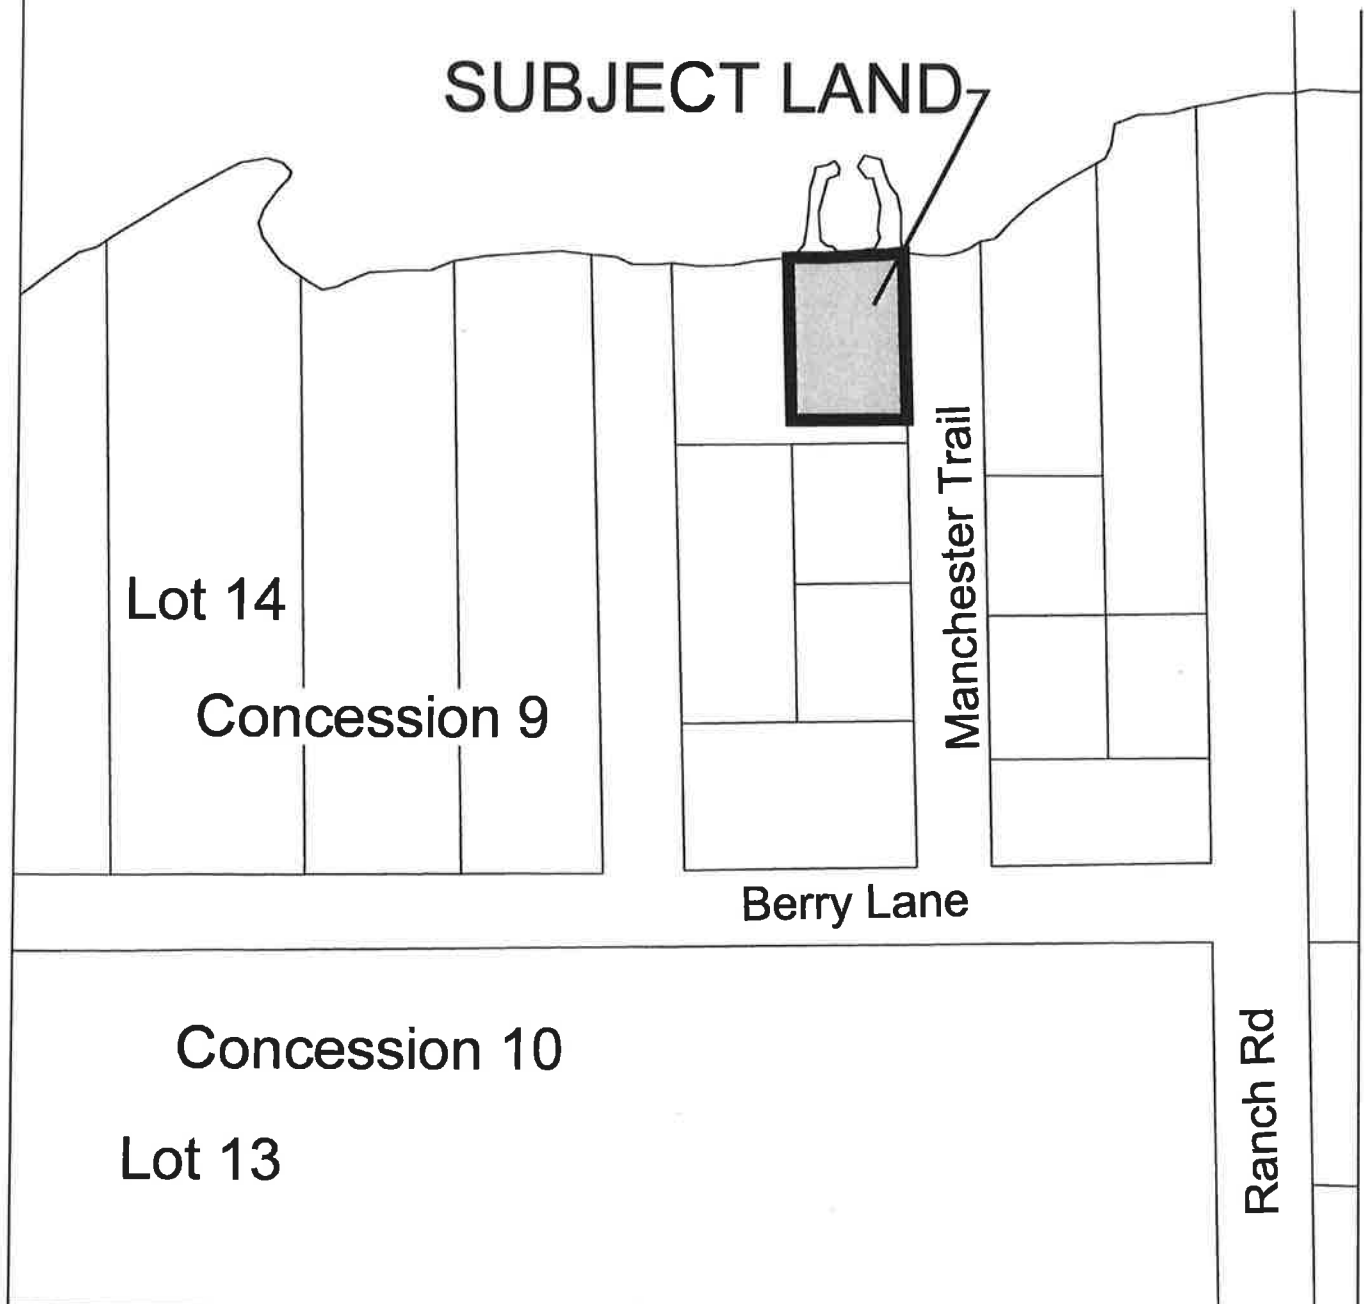 SUBJECT LAND
Manchester Trail
Lot 14
Concession 9
Berry Lane
Concession 10
Ranch Rd
Lot 13